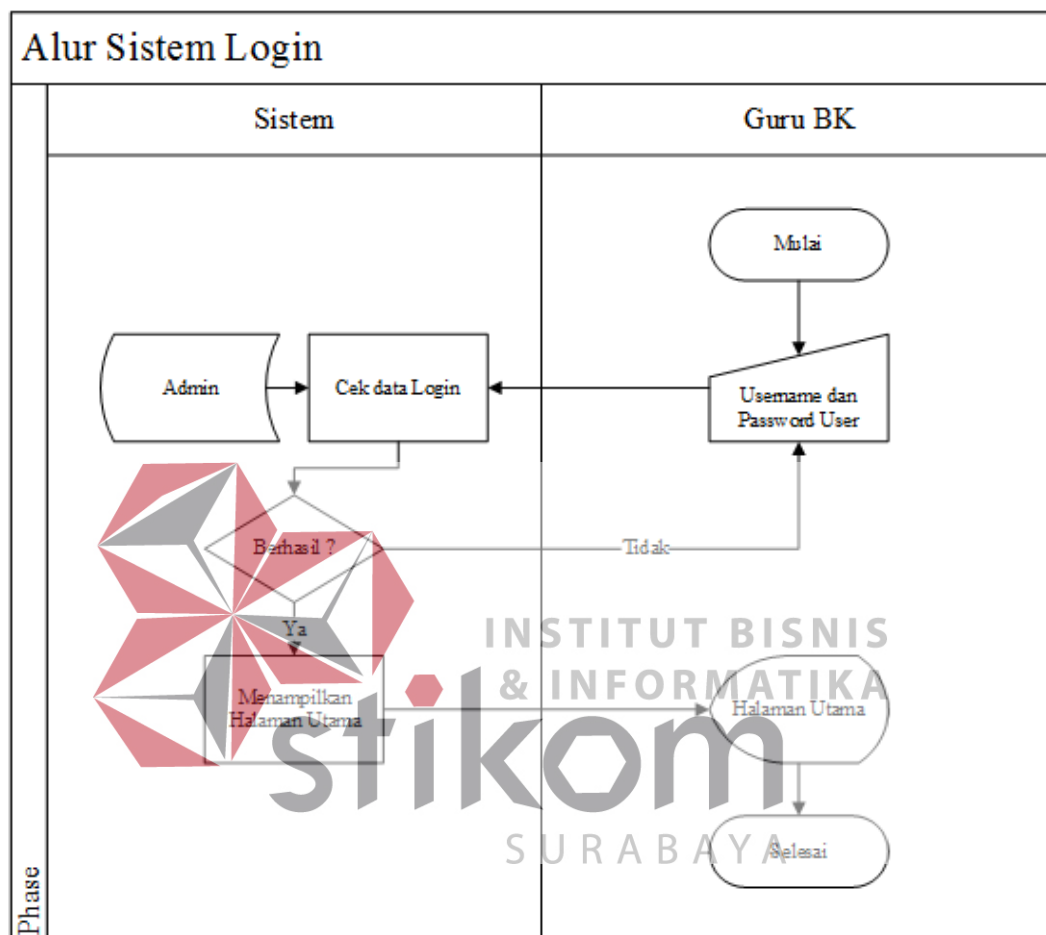 Alur Sistem Login
Sistem
Guru BK
Mulai
Admin
Cek data Login
Username dan
Password User
Berhasil ?
Tidak
Ya
INSTITUT BISNIS
& INFORMATIKA
Menampilkan
Halaman Utama
Halaman Utama
stikom
SURABAYA
Selesai
Phase